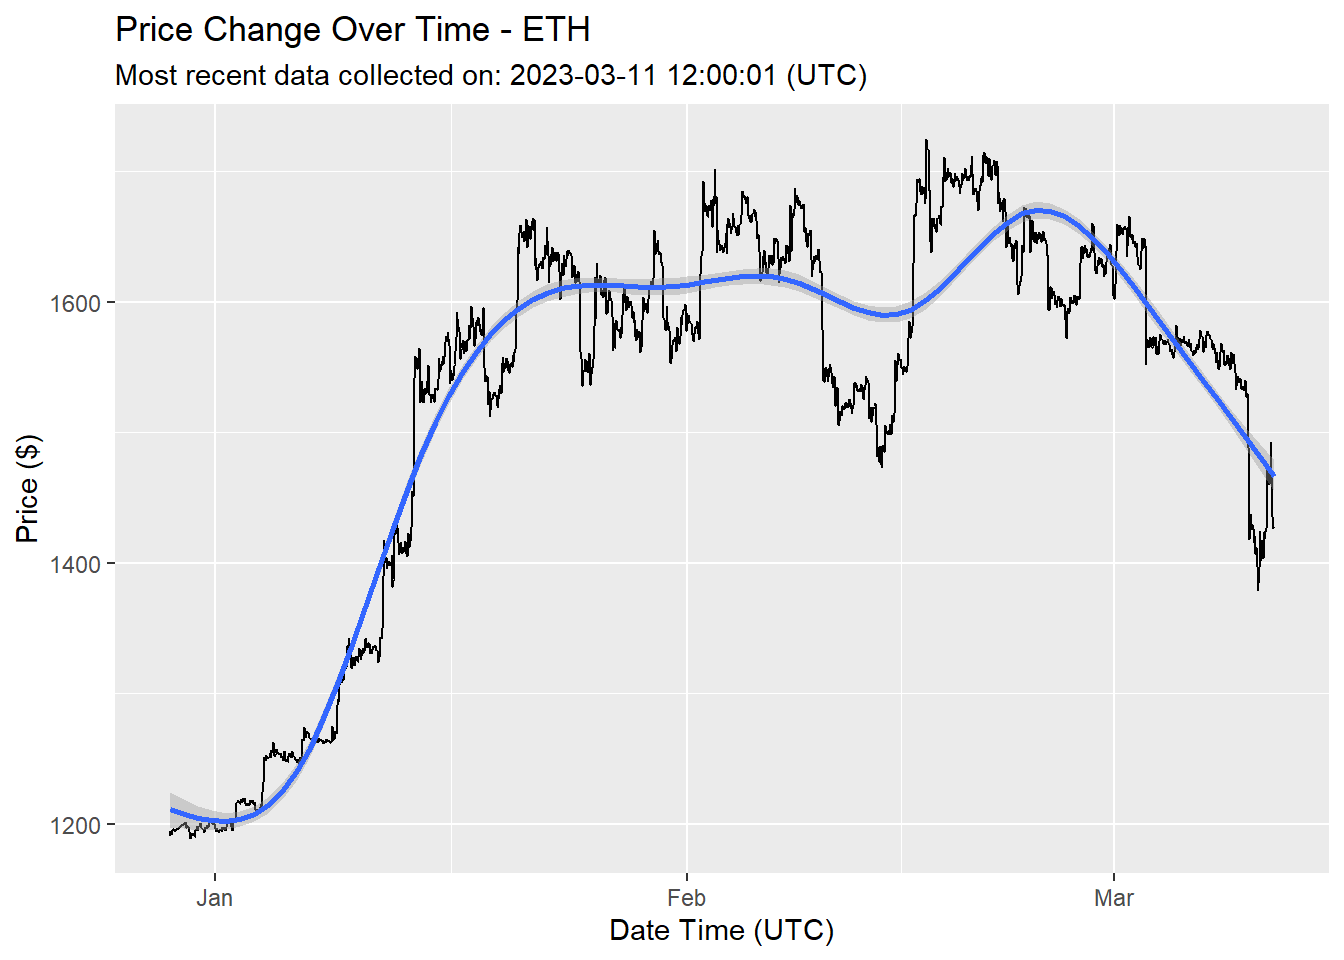 Price Change Over Time - ETH
Most recent data collected on: 2023-03-11 12:00:01 (UTC)
Price ($)
1600
1400
1200
Jan Feb Mar
Date Time (UTC)